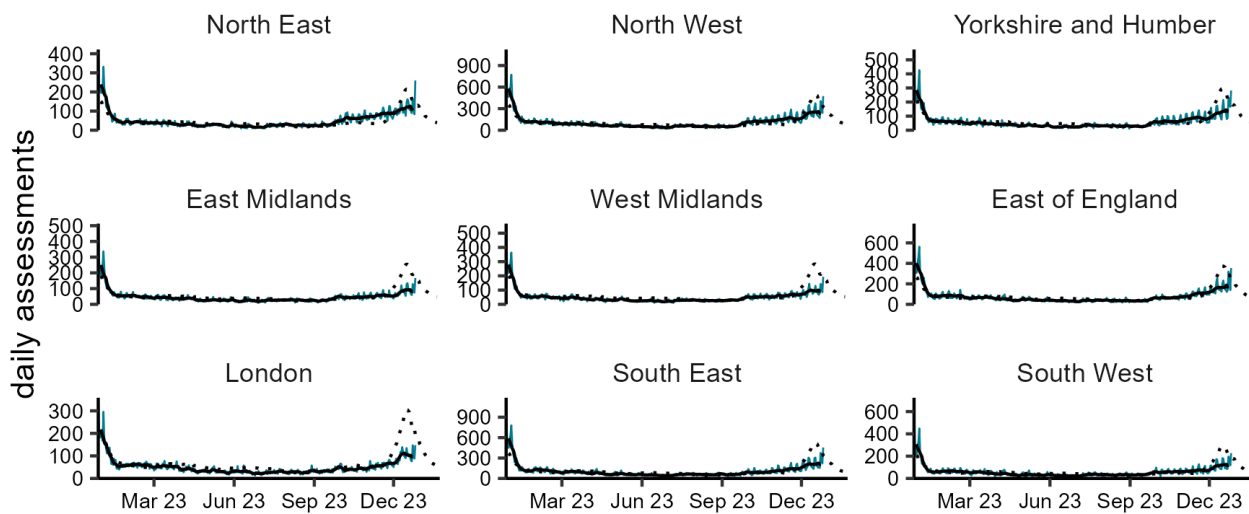 North East North West Yorkshire and Humber
400 300 200 100 0
900 600 300 0
500 400 300 200 100 0
daily assessments
East Midlands West Midlands East of England
500 400 300 200 100 0
500 400 300 200 100 0
600 400 200 0
London South East South West
300 200 100 0
900 600 300 0
600 400 200 0
Mar 23 Jun 23 Sep 23 Dec 23 Mar 23 Jun 23 Sep 23 Dec 23 Mar 23 Jun 23 Sep 23 Dec 23